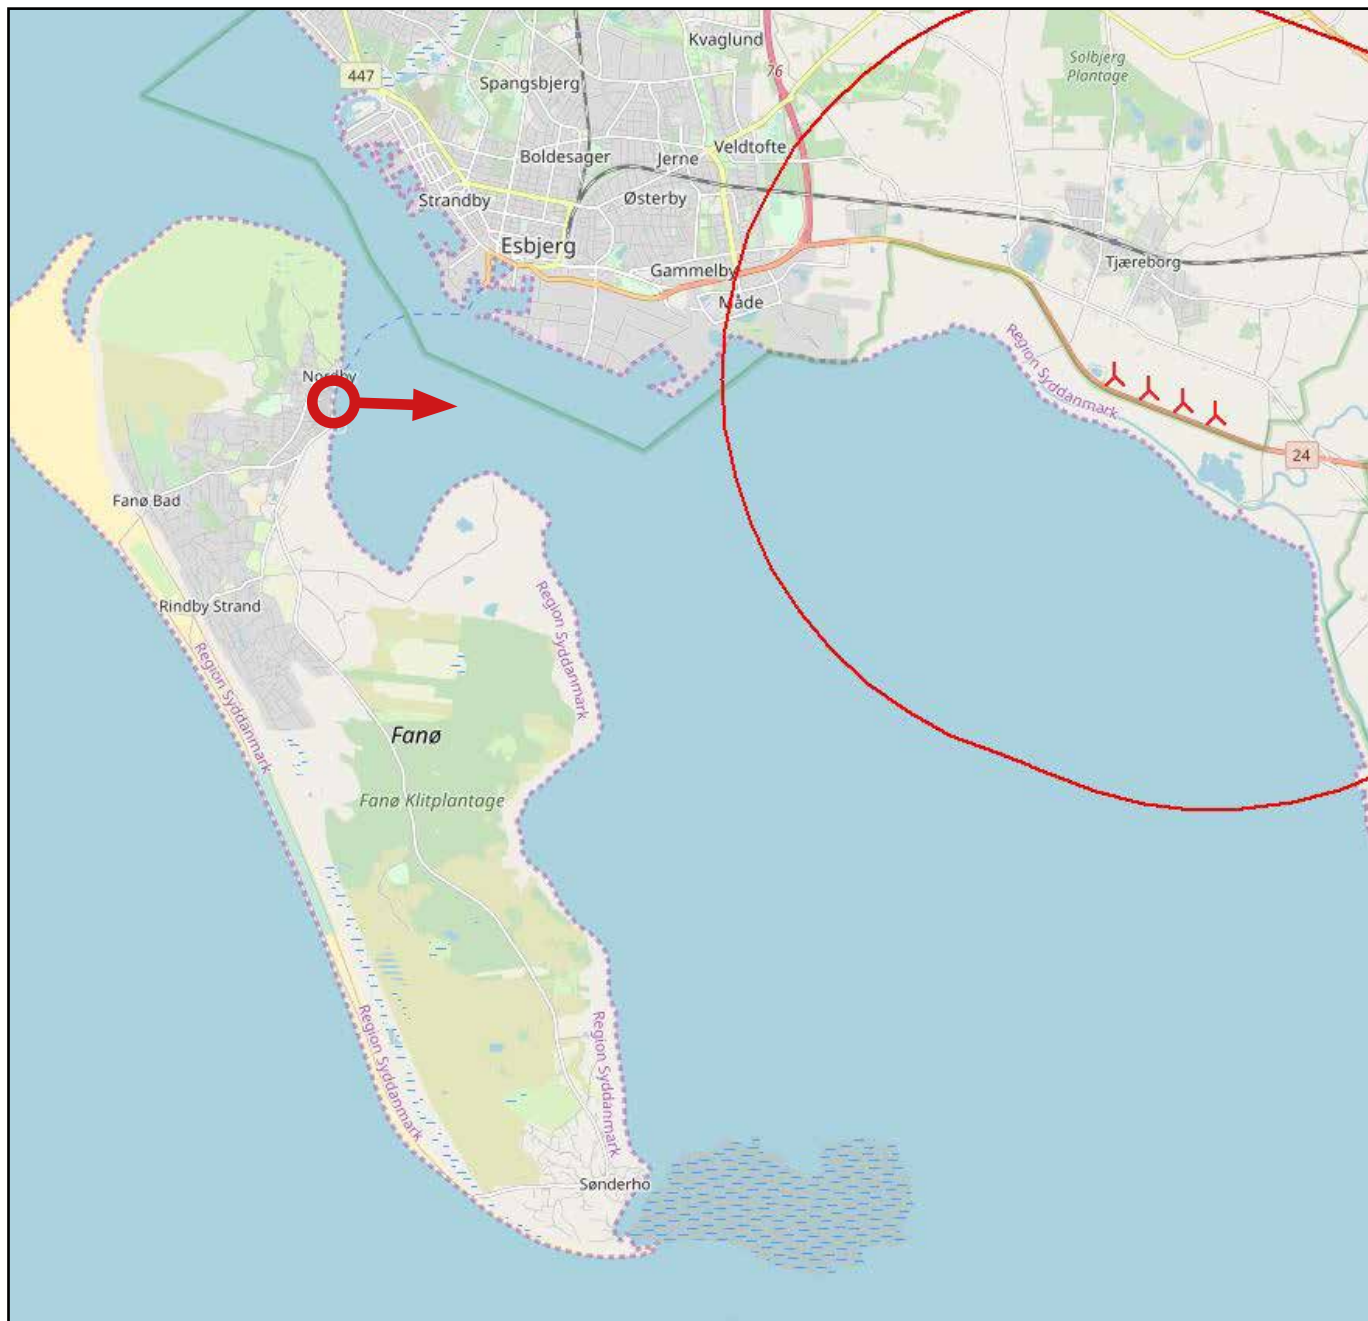 Kvaglund
Solbjerg
Plantage
76
447
Spangsbjerg
Veldtofte
Boldesager
Jerne
Strandby
Østerby
Esbjerg
Gammelby
Tjæreborg
Måde
Region Syddanmark
Nordby
24
Fanø Bad
Rindby Strand
Region Syddanmark
Region Syddanmark
Fanø
Fanø Klitplantage
Region Syddanmark
Region Syddanmark
Sønderho